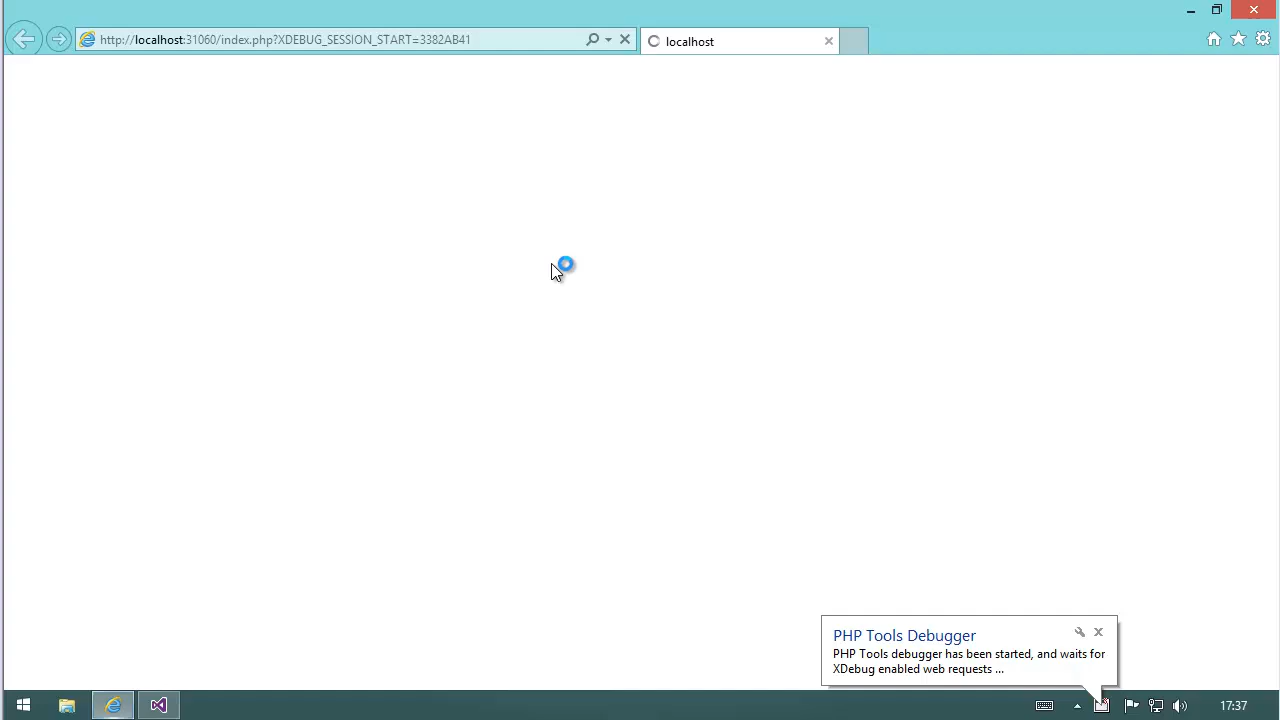 http://localhost:31060/index.php?XDEBUG_SESSION_START=3382AB41
localhost
PHP Tools Debugger
PHP Tools debugger has been started, and waits for
XDebug enabled web requests ...
17:37